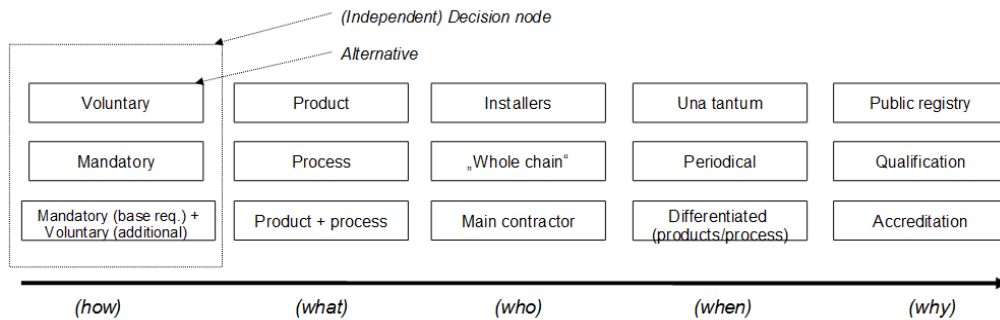 (Independent) Decision node
Alternative
Voluntary
Product
Installers
Una tantum
Public registry
Mandatory
Process
„Whole chain“
Periodical
Qualification
Mandatory (base req.) +
Voluntary (additional)
Product + process
Main contractor
Differentiated
(products/process)
Accreditation
(how)
(what)
(who)
(when)
(why)